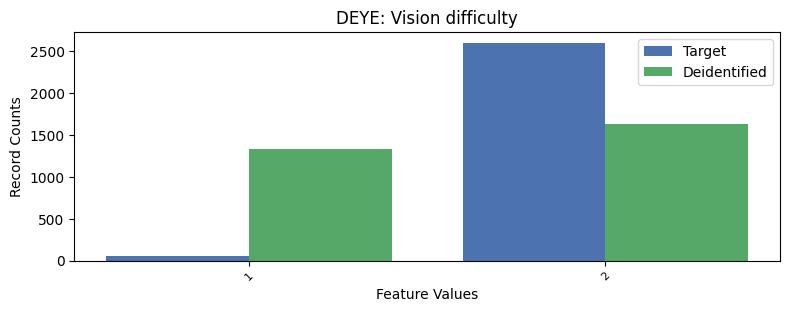 DEYE: Vision difficulty
Target
Deidentified
Record Counts
2500
2000
1500
1000
500
0
1
2
Feature Values